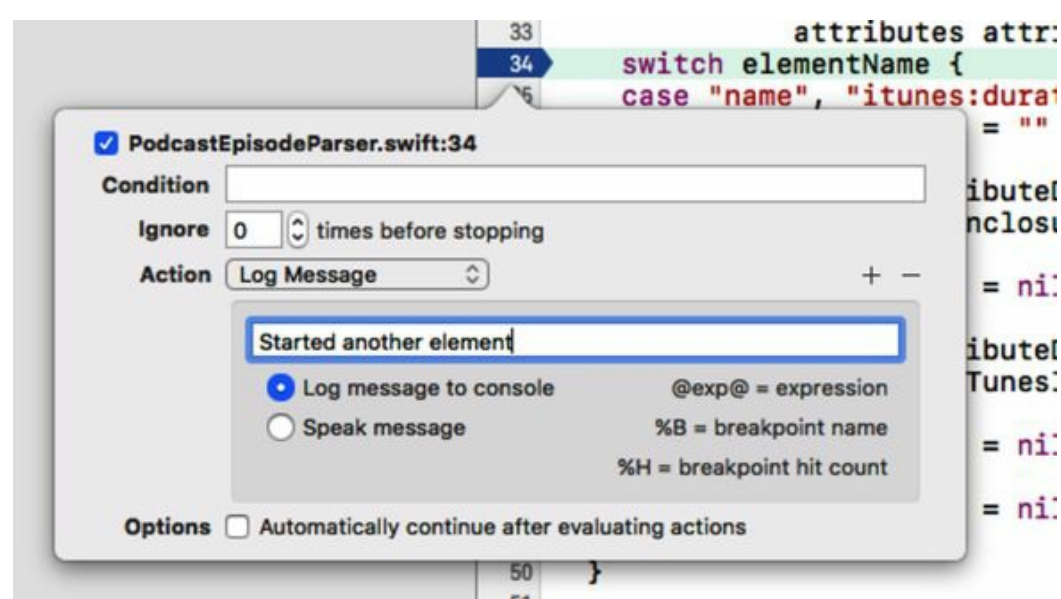 33 attributes attri
34 switch elementName {
case "name", "itunes:durat
= ""
PodcastEpisodeParser.swift:34
Condition
ibuteD
Ignore 0 times before stopping
nclosu
Action Log Message + −
= nil
Started another element
ibuteD
Log message to console @exp@ = expression
TunesI
Speak message %B = breakpoint name
= nil
%H = breakpoint hit count
= nil
Options Automatically continue after evaluating actions
50 }